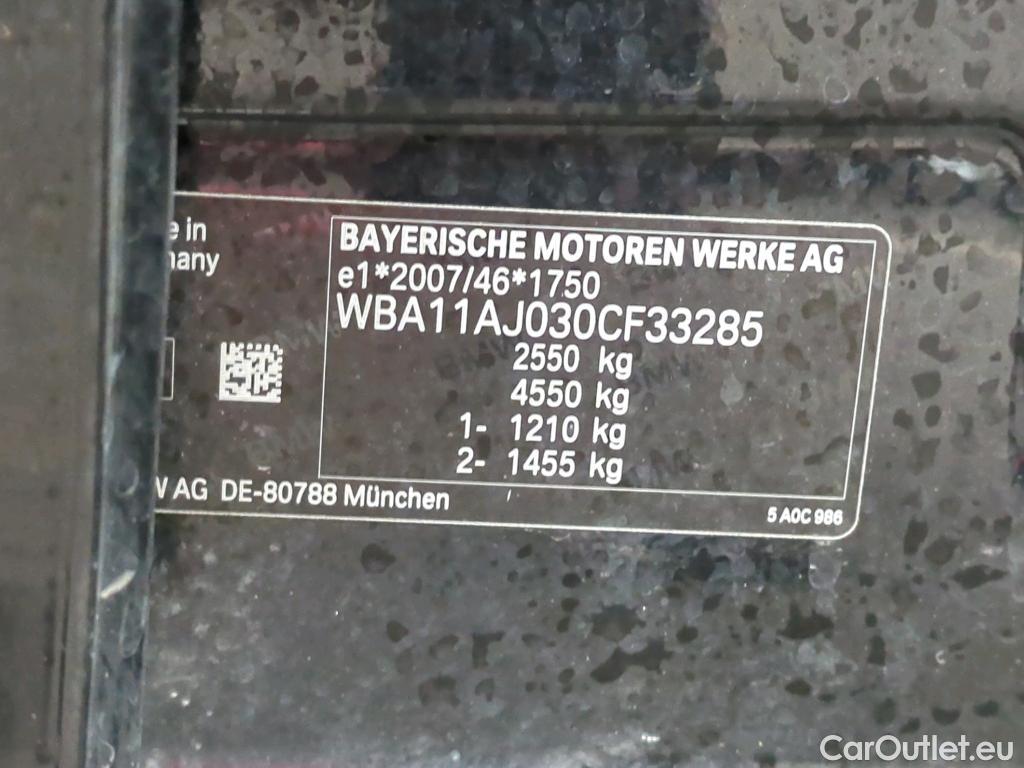 e in
many
BAYERISCHE MOTOREN WERKE AG
e1*2007/46*1750
WBA11AJ030CF33285
2550 kg
4550 kg
1- 1210 kg
2- 1455 kg
W AG DE-80788 München
5 A0C 986
CarOutlet.eu